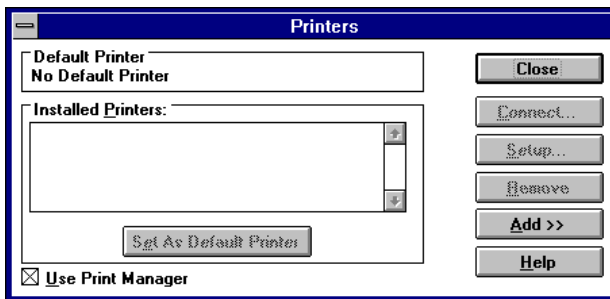 Printers
Default Printer
No Default Printer
Installed Printers:
Set As Default Printer
Use Print Manager
Close
Connect...
Setup...
Remove
Add >>
Help